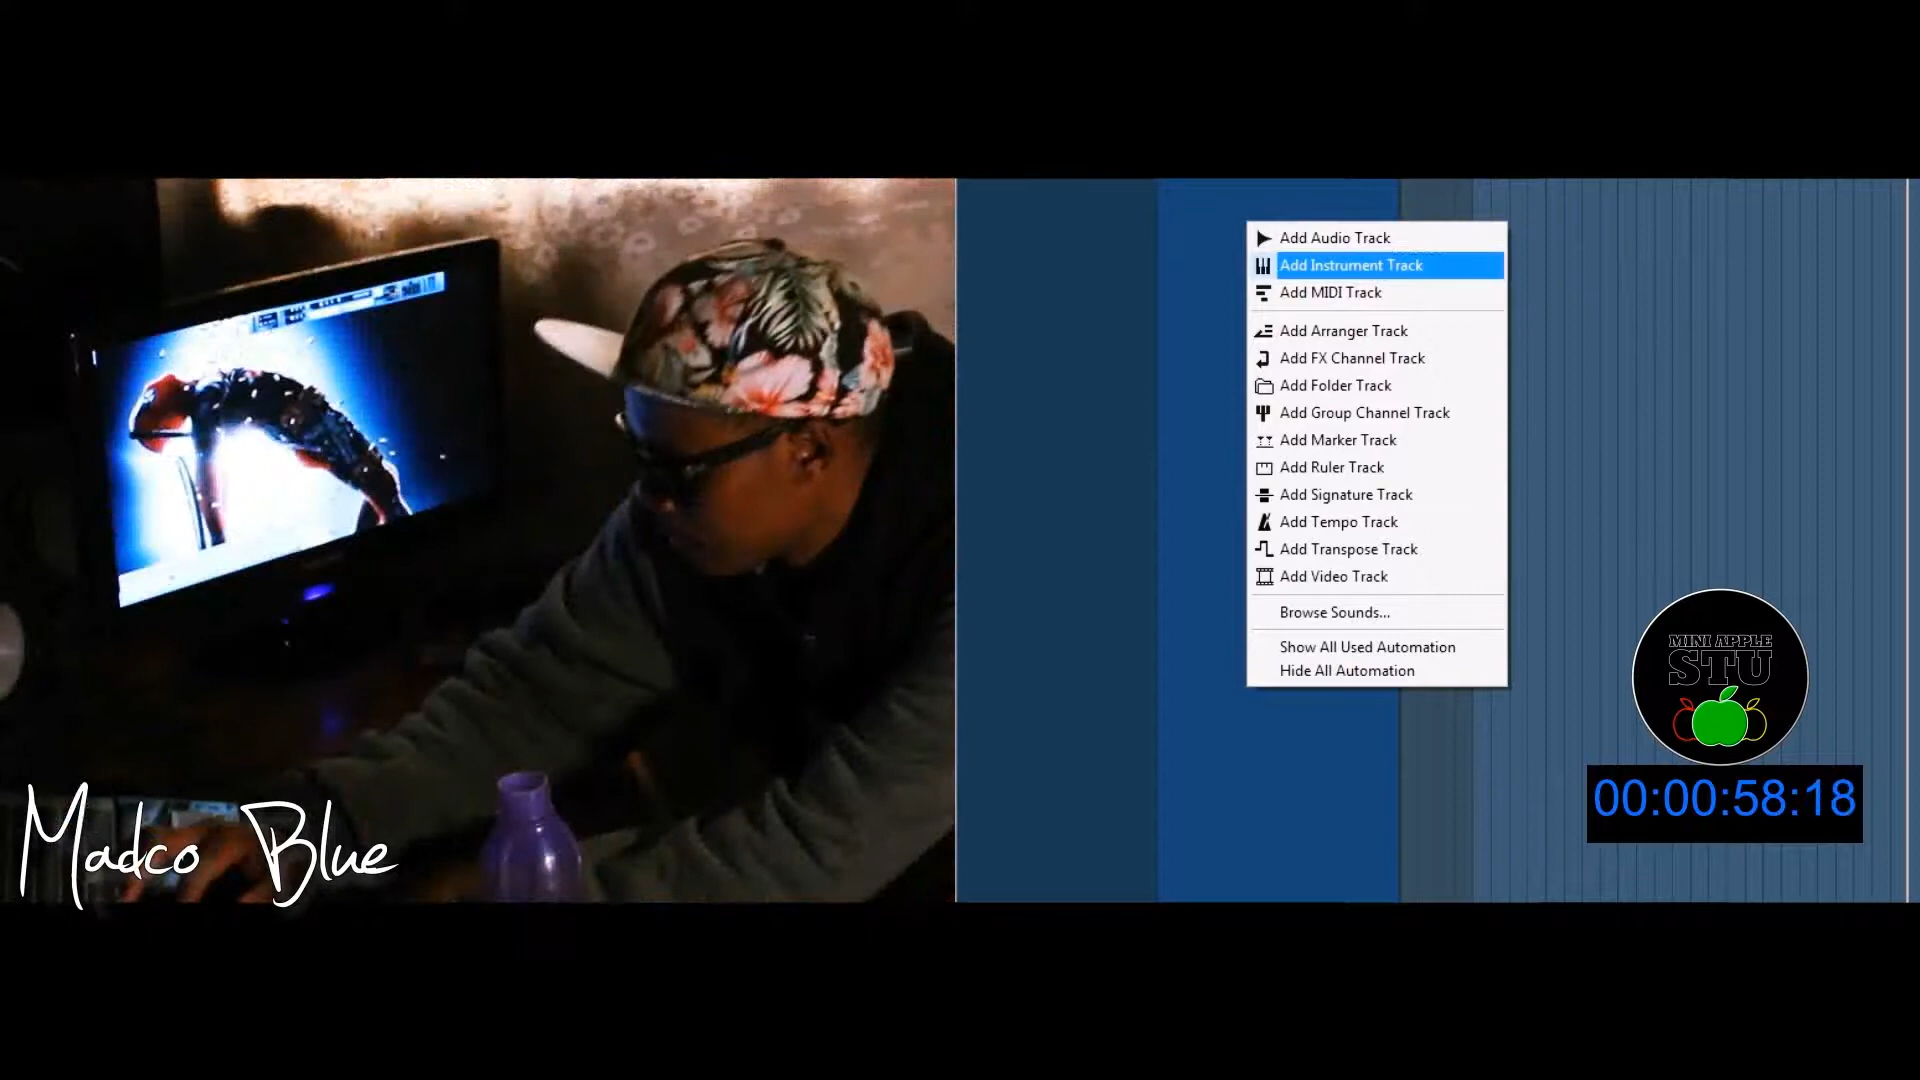 Madco Blue
Add Audio Track
Add Instrument Track
Add MIDI Track
Add Arranger Track
Add FX Channel Track
Add Folder Track
Add Group Channel Track
Add Marker Track
Add Ruler Track
Add Signature Track
Add Tempo Track
Add Transpose Track
Add Video Track
Browse Sounds...
Show All Used Automation
Hide All Automation
MINI APPLE
STU
00:00:58:18